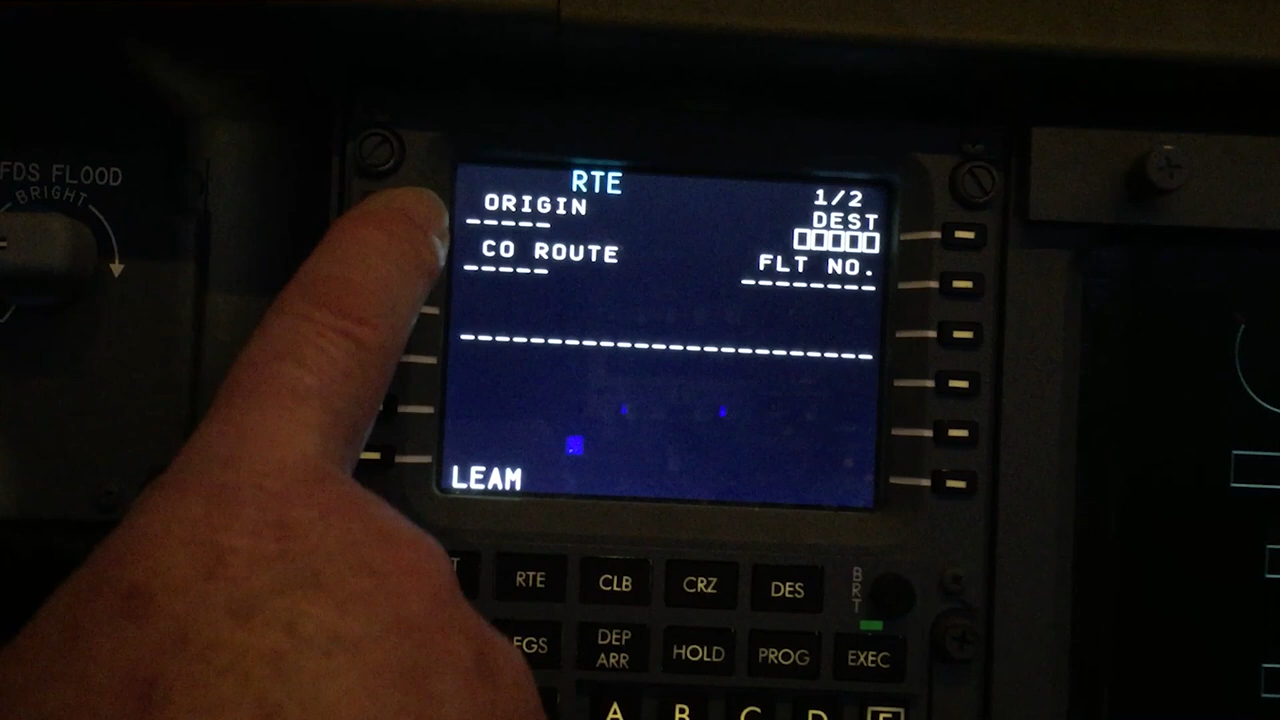 FDS FLOOD
BRIGHT
RTE 1/2
ORIGIN DEST
----- □□□□□
CO ROUTE FLT NO.
----- --------
------------------------
LEAM
T RTE CLB CRZ DES
BRT
EGS DEP ARR HOLD PROG EXEC
A B C D E